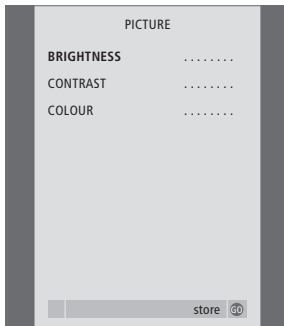 PICTURE
BRIGHTNESS ........
CONTRAST ........
COLOUR ........
store GO